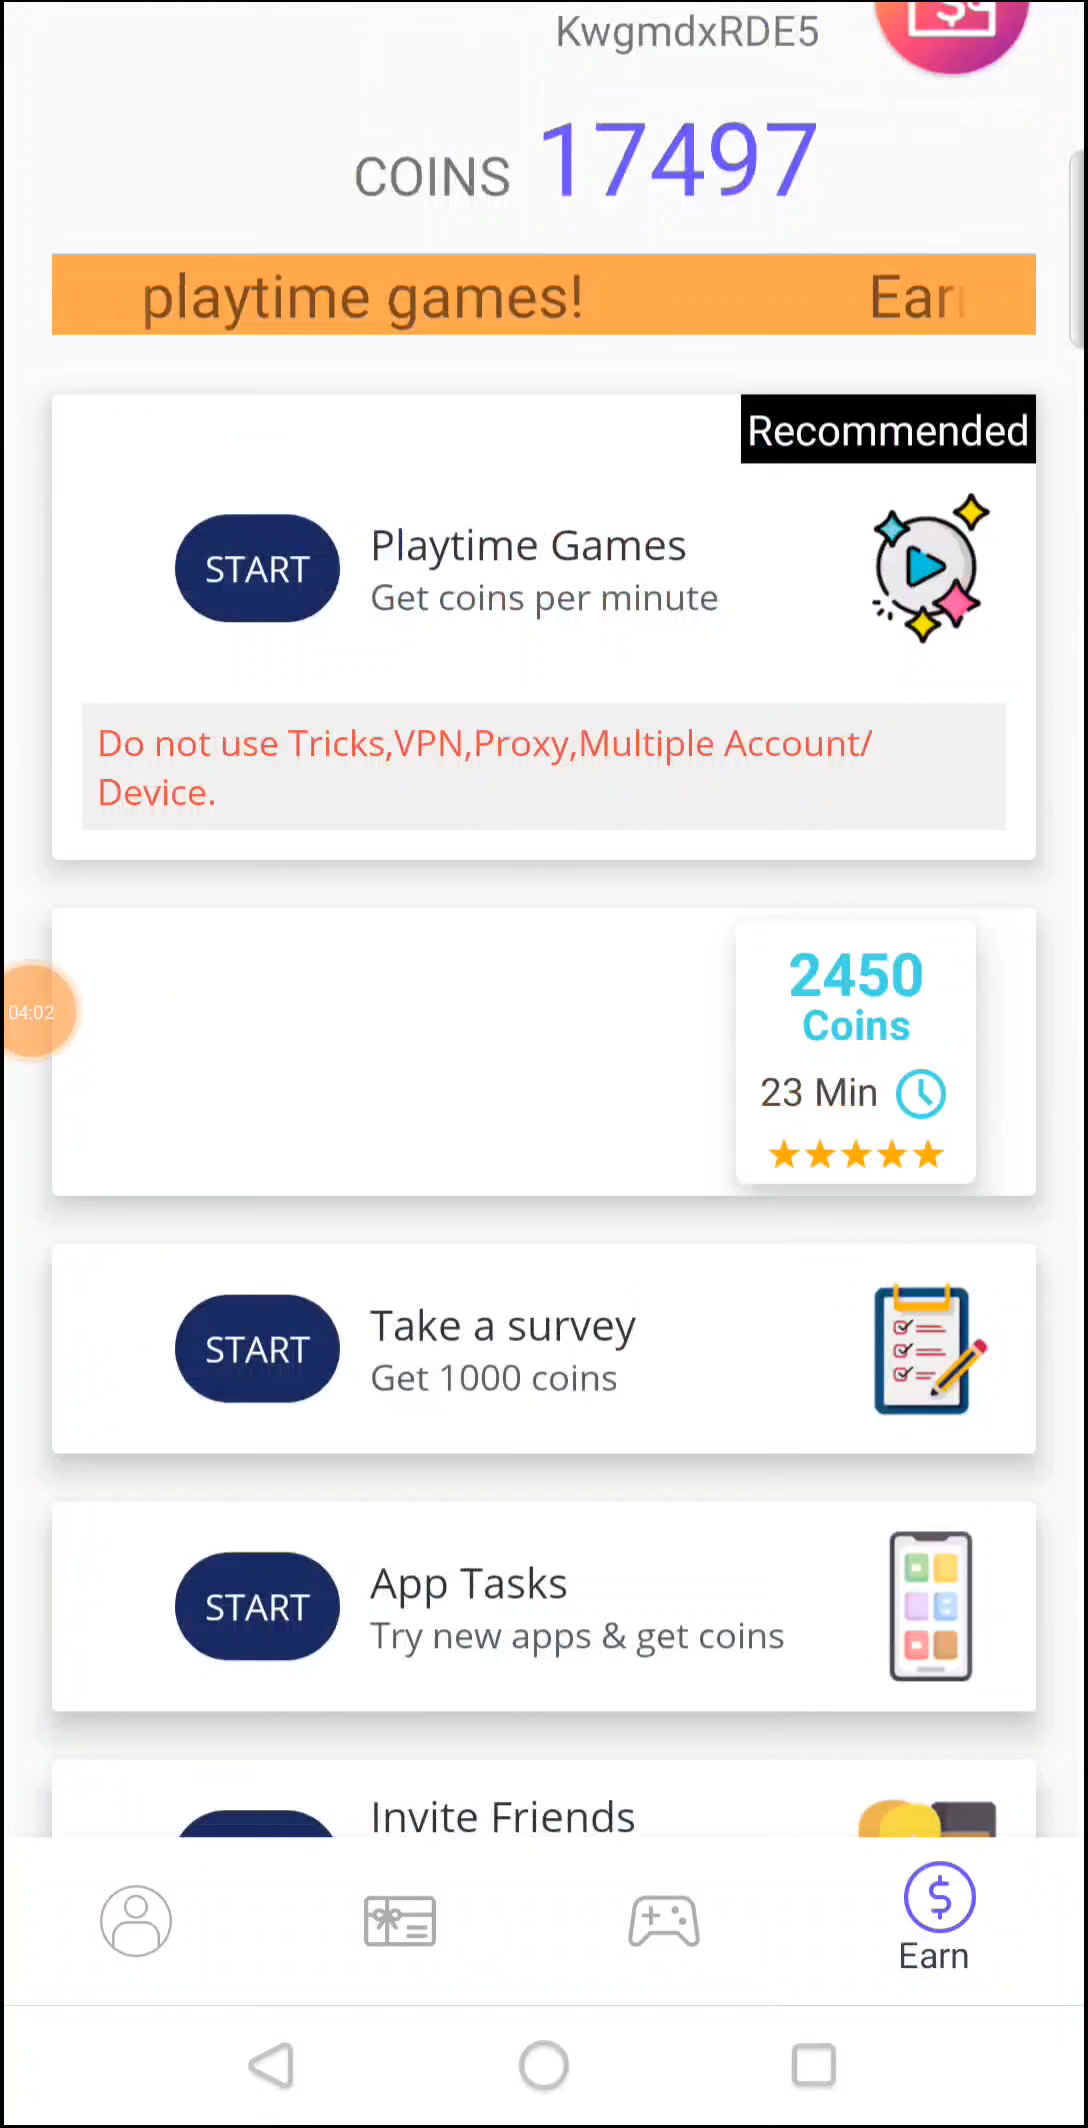 KwgmdxRDE5
COINS 17497
playtime games!
Recommended
START
Playtime Games
Get coins per minute
Do not use Tricks,VPN,Proxy,Multiple Account/
Device.
2450
Coins
04:02
23 Min
START
Take a survey
Get 1000 coins
START
App Tasks
Try new apps & get coins
Invite Friends
Earn